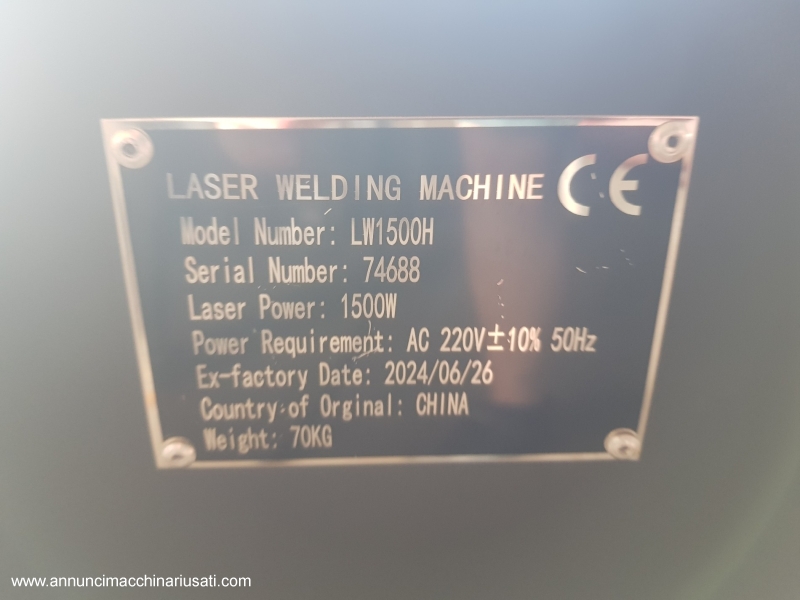 LASER WELDING MACHINE CE
Model Number: LW1500H
Serial Number: 74688
Laser Power: 1500W
Power Requirement: AC 220V±10% 50Hz
Ex-factory Date: 2024/06/26
Country of Orginal: CHINA
Weight: 70KG
www.annuncimacchinariusati.com